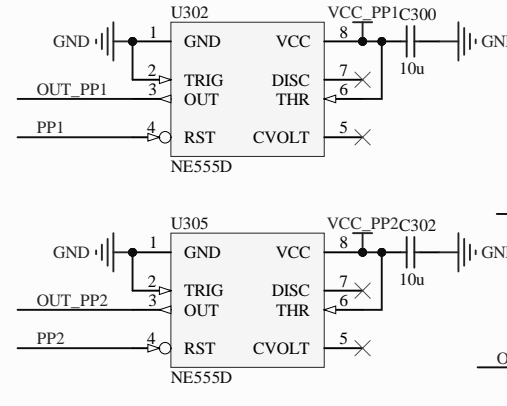 U302
VCC_PP1 C300
GND 1 GND VCC 8 GN
10u
2 TRIG DISC 7
OUT_PP1 3 OUT THR 6
PP1 4 RST CVOLT 5
NE555D
U305
VCC_PP2 C302
GND 1 GND VCC 8 GN
10u
2 TRIG DISC 7
OUT_PP2 3 OUT THR 6
PP2 4 RST CVOLT 5
NE555D